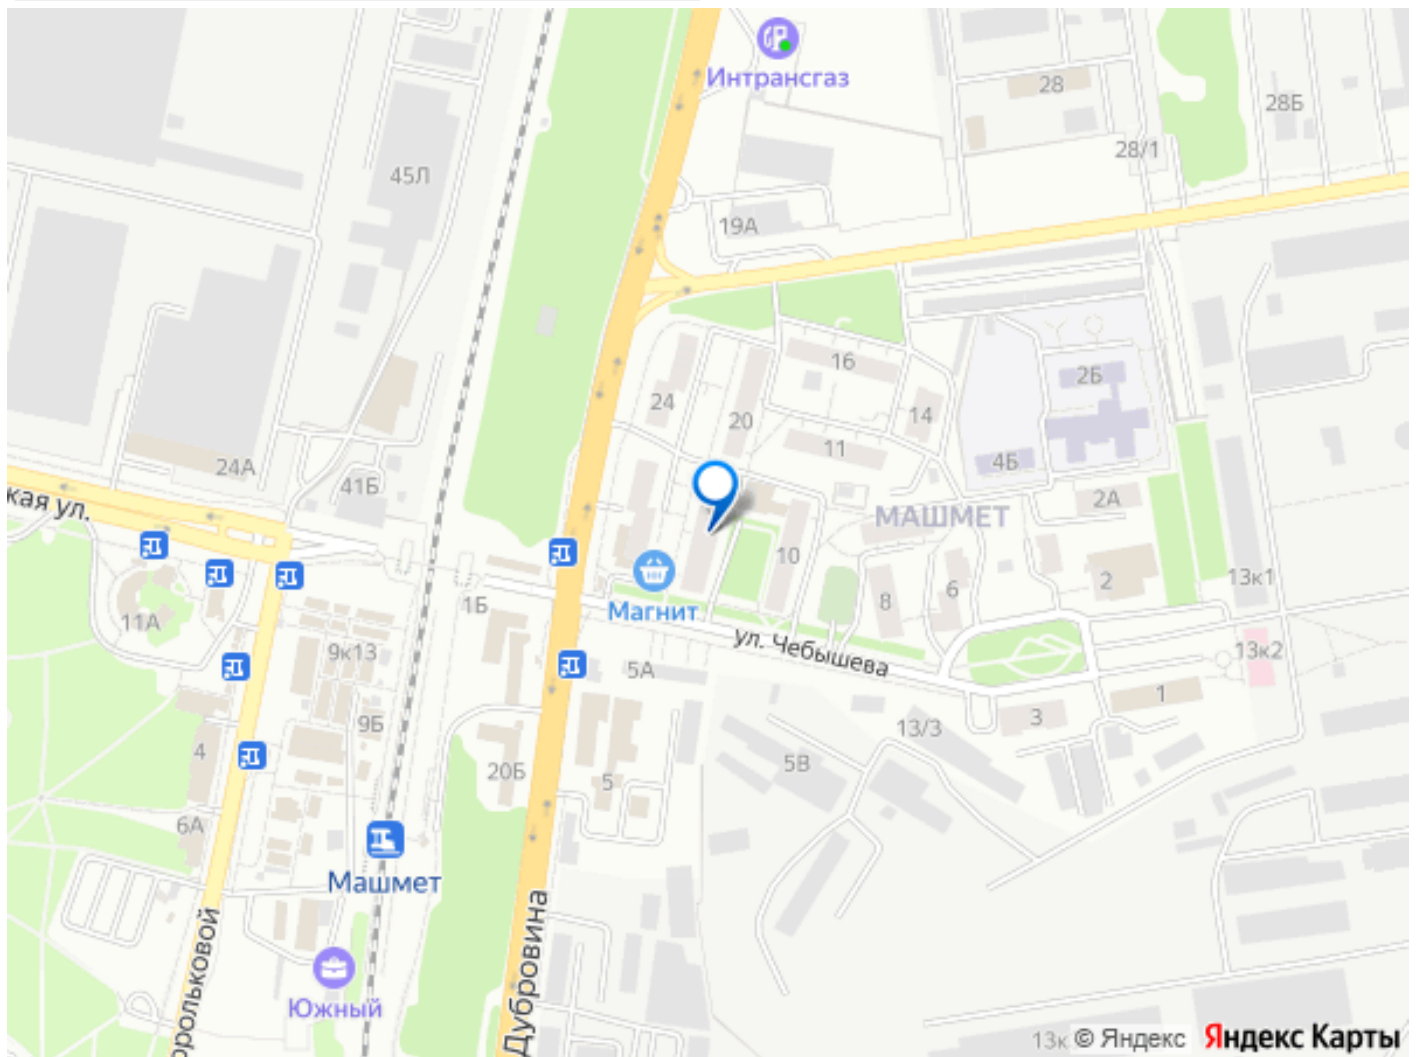 Интрансгаз
28
28Б
28/1
45Л
19А
16
2Б
24
20
14
11
4Б
24А
41Б
2А
кая ул.
МАШМЕТ
10
2
13к1
8
6
1Б
Магнит
11А
ул. Чебышева
9к13
5А
13к2
1
9Б
3
13/3
4
5В
20Б
5
6А
Машмет
Дубровина
орольковой
Южный
13к
© Яндекс
Яндекс Карты